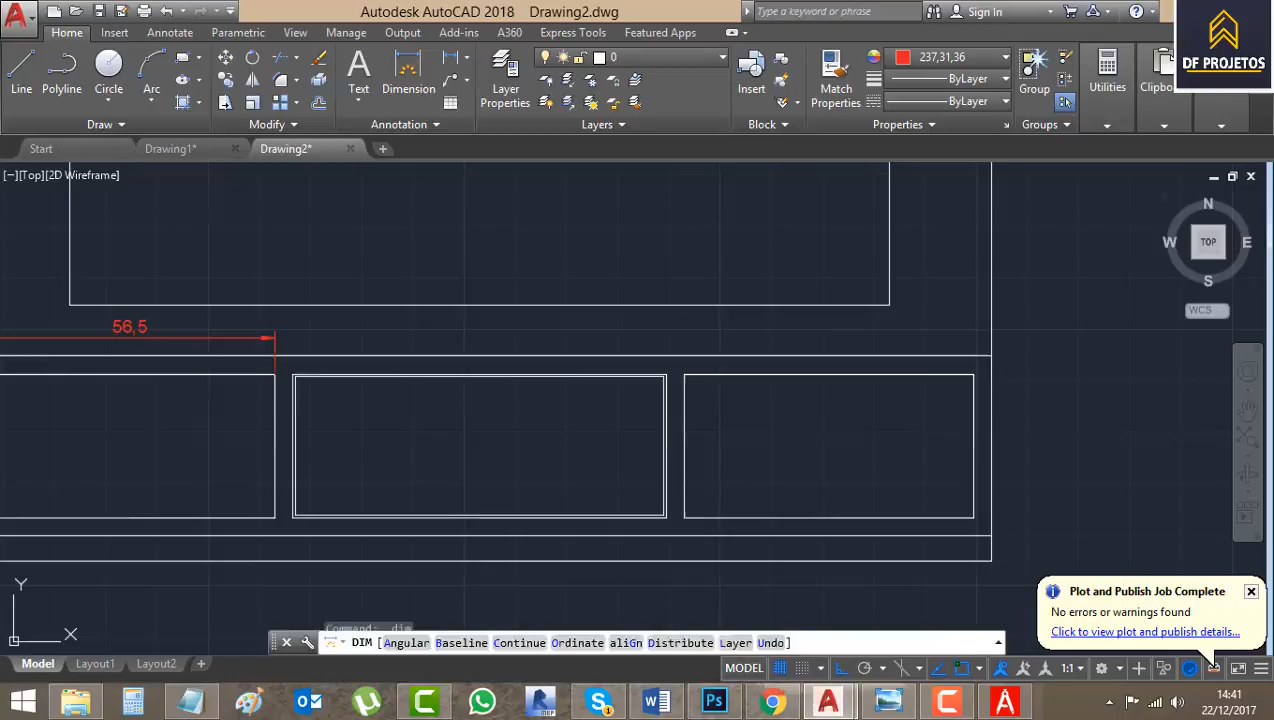 Autodesk AutoCAD 2018 Drawing2.dwg
Type a keyword or phrase
Sign In
DF PROJETOS
Home Insert Annotate Parametric View Manage Output Add-ins A360 Express Tools Featured Apps
Line Polyline Circle Arc
Text Dimension
Layer Properties
0
Insert
Match Properties
237,31,36
ByLayer
ByLayer
Group
Utilities
Clipbo
Draw Modify Annotation Layers Block Properties Groups
Start Drawing1* Drawing2*
[−][Top][2D Wireframe]
N
W TOP E
S
WCS
56,5
Y
X
Plot and Publish Job Complete
No errors or warnings found
Click to view plot and publish details...
Command: _dim
DIM [Angular Baseline Continue Ordinate aliGn Distribute Layer Undo]
Model Layout1 Layout2
MODEL 1:1
14:41
22/12/2017